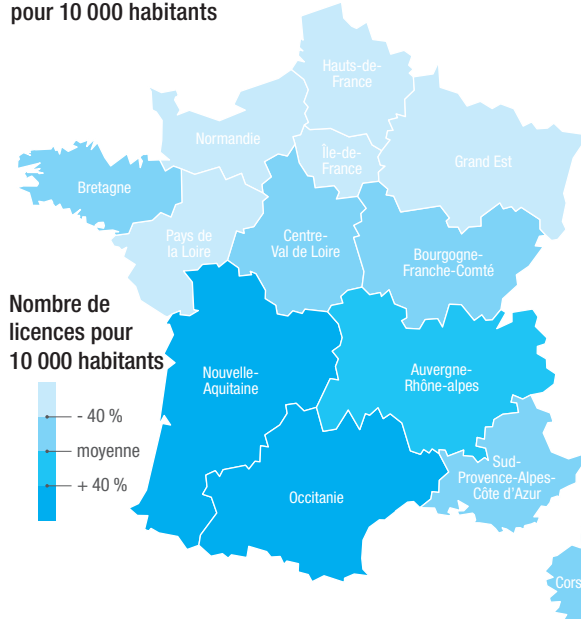 pour 10 000 habitants
Hauts-de-
France
Normandie
Île-de-
France
Grand Est
Bretagne
Pays de
la Loire
Centre-
Val de Loire
Bourgogne-
Franche-Comté
Nombre de
licences pour
10 000 habitants
- 40 %
moyenne
+ 40 %
Nouvelle-
Aquitaine
Auvergne-
Rhône-alpes
Occitanie
Sud-
Provence-Alpes-
Côte d'Azur
Cors